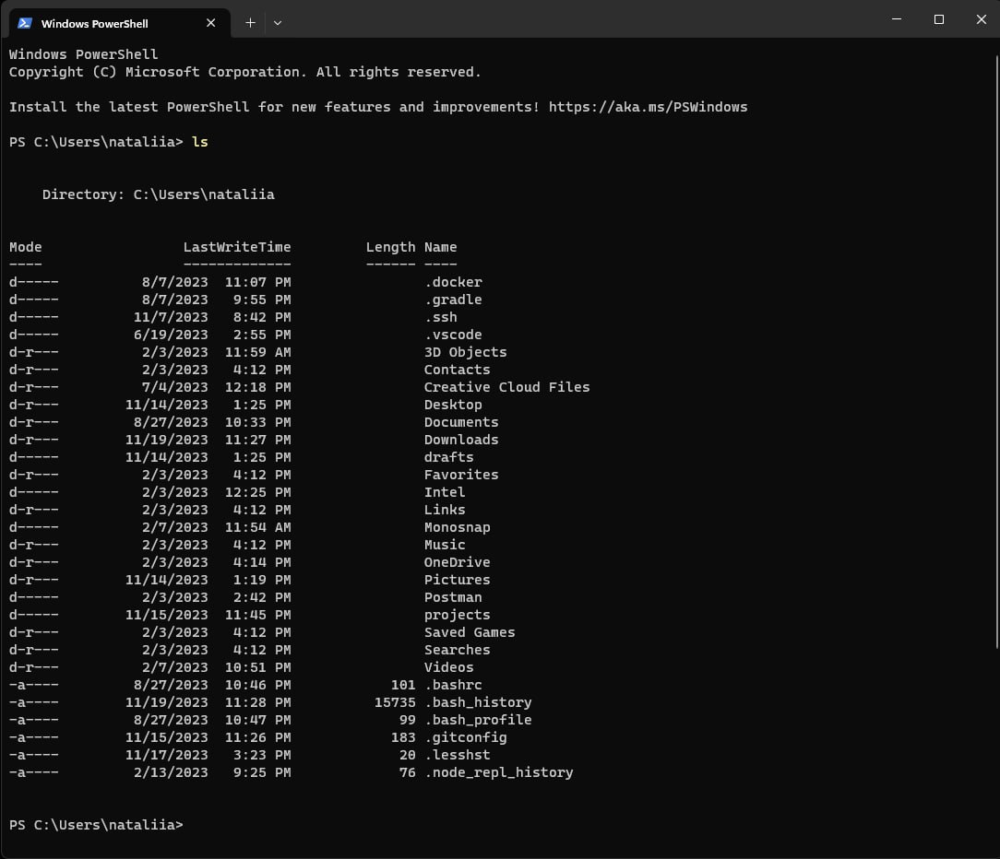 Windows PowerShell
Windows PowerShell
Copyright (C) Microsoft Corporation. All rights reserved.
Install the latest PowerShell for new features and improvements! https://aka.ms/PSWindows
PS C:\Users\nataliia> ls
    Directory: C:\Users\nataliia
Mode                 LastWriteTime         Length Name
----                 -------------         ------ ----
d-----          8/7/2023  11:07 PM                .docker
d-----          8/7/2023   9:55 PM                .gradle
d-----         11/7/2023   8:42 PM                .ssh
d-----         6/19/2023   2:55 PM                .vscode
d-r---          2/3/2023  11:59 AM                3D Objects
d-r---          2/3/2023   4:12 PM                Contacts
d-r---          7/4/2023  12:18 PM                Creative Cloud Files
d-r---        11/14/2023   1:25 PM                Desktop
d-r---         8/27/2023  10:33 PM                Documents
d-r---        11/19/2023  11:27 PM                Downloads
d-----        11/14/2023   1:25 PM                drafts
d-r---          2/3/2023   4:12 PM                Favorites
d-----          2/3/2023  12:25 PM                Intel
d-r---          2/3/2023   4:12 PM                Links
d-----          2/7/2023  11:54 AM                Monosnap
d-r---          2/3/2023   4:12 PM                Music
d-r---          2/3/2023   4:14 PM                OneDrive
d-r---        11/14/2023   1:19 PM                Pictures
d-----          2/3/2023   2:42 PM                Postman
d-----        11/15/2023  11:45 PM                projects
d-r---          2/3/2023   4:12 PM                Saved Games
d-r---          2/3/2023   4:12 PM                Searches
d-r---          2/7/2023  10:51 PM                Videos
-a----         8/27/2023  10:46 PM            101 .bashrc
-a----        11/19/2023  11:28 PM          15735 .bash_history
-a----         8/27/2023  10:47 PM             99 .bash_profile
-a----        11/15/2023  11:26 PM            183 .gitconfig
-a----        11/17/2023   3:23 PM             20 .lesshst
-a----         2/13/2023   9:25 PM             76 .node_repl_history
PS C:\Users\nataliia>